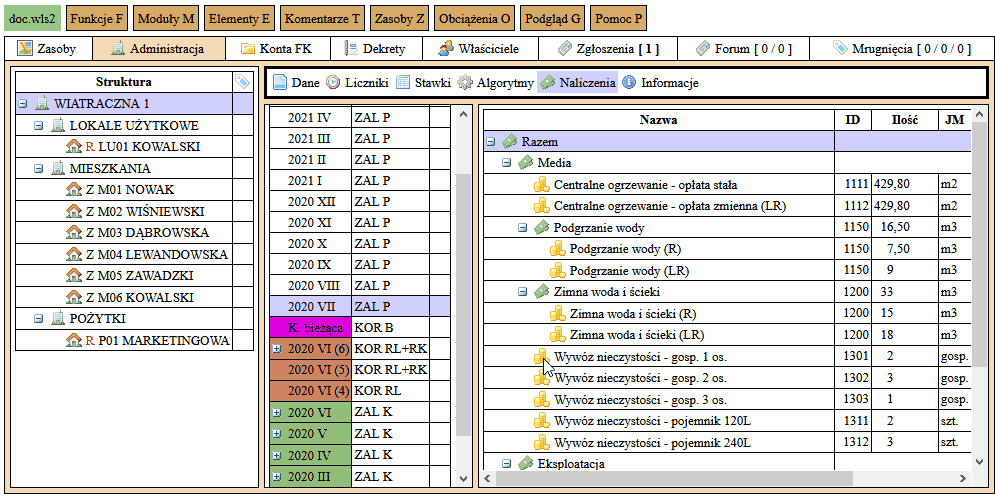 doc.wls2 Funkcje F Moduły M Elementy E Komentarze T Zasoby Z Obciążenia O Podgląd G Pomoc P
Zasoby Administracja Konta FK Dekrety Właściciele Zgłoszenia [ 1 ] Forum [ 0 / 0 ] Mrugnięcia [ 0 / 0 / 0 ]
Struktura
WIATRACZNA 1
LOKALE UŻYTKOWE
R LU01 KOWALSKI
MIESZKANIA
Z M01 NOWAK
Z M02 WIŚNIEWSKI
Z M03 DĄBROWSKA
Z M04 LEWANDOWSKA
Z M05 ZAWADZKI
Z M06 KOWALSKI
POŻYTKI
R P01 MARKETINGOWA
Dane Liczniki Stawki Algorytmy Naliczenia Informacje
2021 IV ZAL P
2021 III ZAL P
2021 II ZAL P
2021 I ZAL P
2020 XII ZAL P
2020 XI ZAL P
2020 X ZAL P
2020 IX ZAL P
2020 VIII ZAL P
2020 VII ZAL P
K. bieżąca KOR B
2020 VI (6) KOR RL+RK
2020 VI (5) KOR RL+RK
2020 VI (4) KOR RL
2020 VI ZAL K
2020 V ZAL K
2020 IV ZAL K
2020 III ZAL K
Nazwa ID Ilość JM
Razem
Media
Centralne ogrzewanie - opłata stała 1111 429,80 m2
Centralne ogrzewanie - opłata zmienna (LR) 1112 429,80 m2
Podgrzanie wody 1150 16,50 m3
Podgrzanie wody (R) 1150 7,50 m3
Podgrzanie wody (LR) 1150 9 m3
Zimna woda i ścieki 1200 33 m3
Zimna woda i ścieki (R) 1200 15 m3
Zimna woda i ścieki (LR) 1200 18 m3
Wywóz nieczystości - gosp. 1 os. 1301 2 gosp.
Wywóz nieczystości - gosp. 2 os. 1302 3 gosp.
Wywóz nieczystości - gosp. 3 os. 1303 1 gosp.
Wywóz nieczystości - pojemnik 120L 1311 2 szt.
Wywóz nieczystości - pojemnik 240L 1312 3 szt.
Eksploatacja